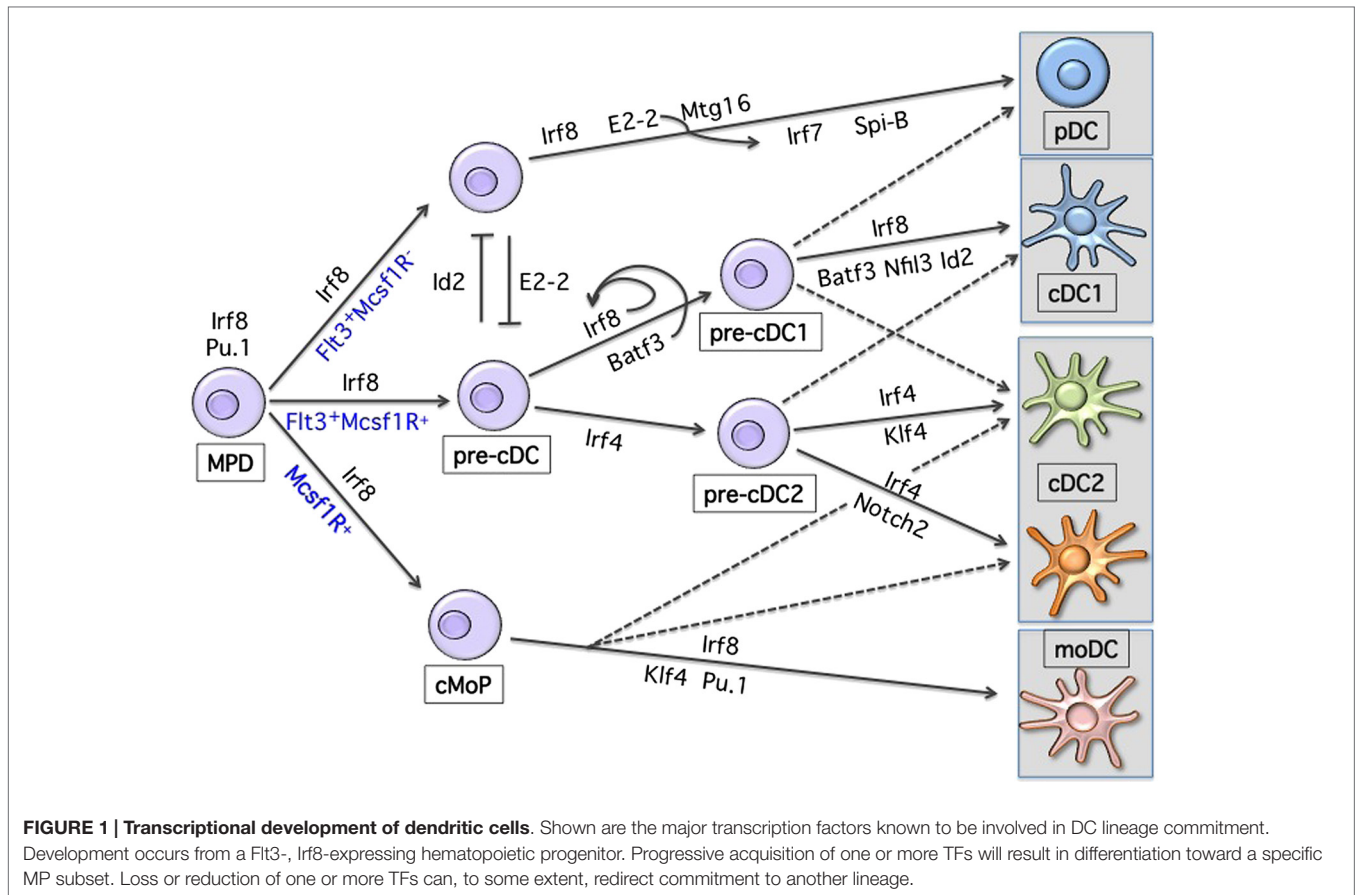 Irf8
E2-2
Mtg16
Irf7
Spi-B
pDC
Irf8
Flt3+Mcsf1R-
Id2
E2-2
Irf8
Batf3
pre-cDC1
Irf8
Batf3 Nfil3 Id2
cDC1
Irf8
Pu.1
MPD
Irf8
Flt3+Mcsf1R+
pre-cDC
Irf4
pre-cDC2
Irf4
Klf4
Irf4
Notch2
cDC2
Irf8
Mcsf1R+
cMoP
Irf8
Klf4 Pu.1
moDC
FIGURE 1 | Transcriptional development of dendritic cells. Shown are the major transcription factors known to be involved in DC lineage commitment.
Development occurs from a Flt3-, Irf8-expressing hematopoietic progenitor. Progressive acquisition of one or more TFs will result in differentiation toward a specific
MP subset. Loss or reduction of one or more TFs can, to some extent, redirect commitment to another lineage.